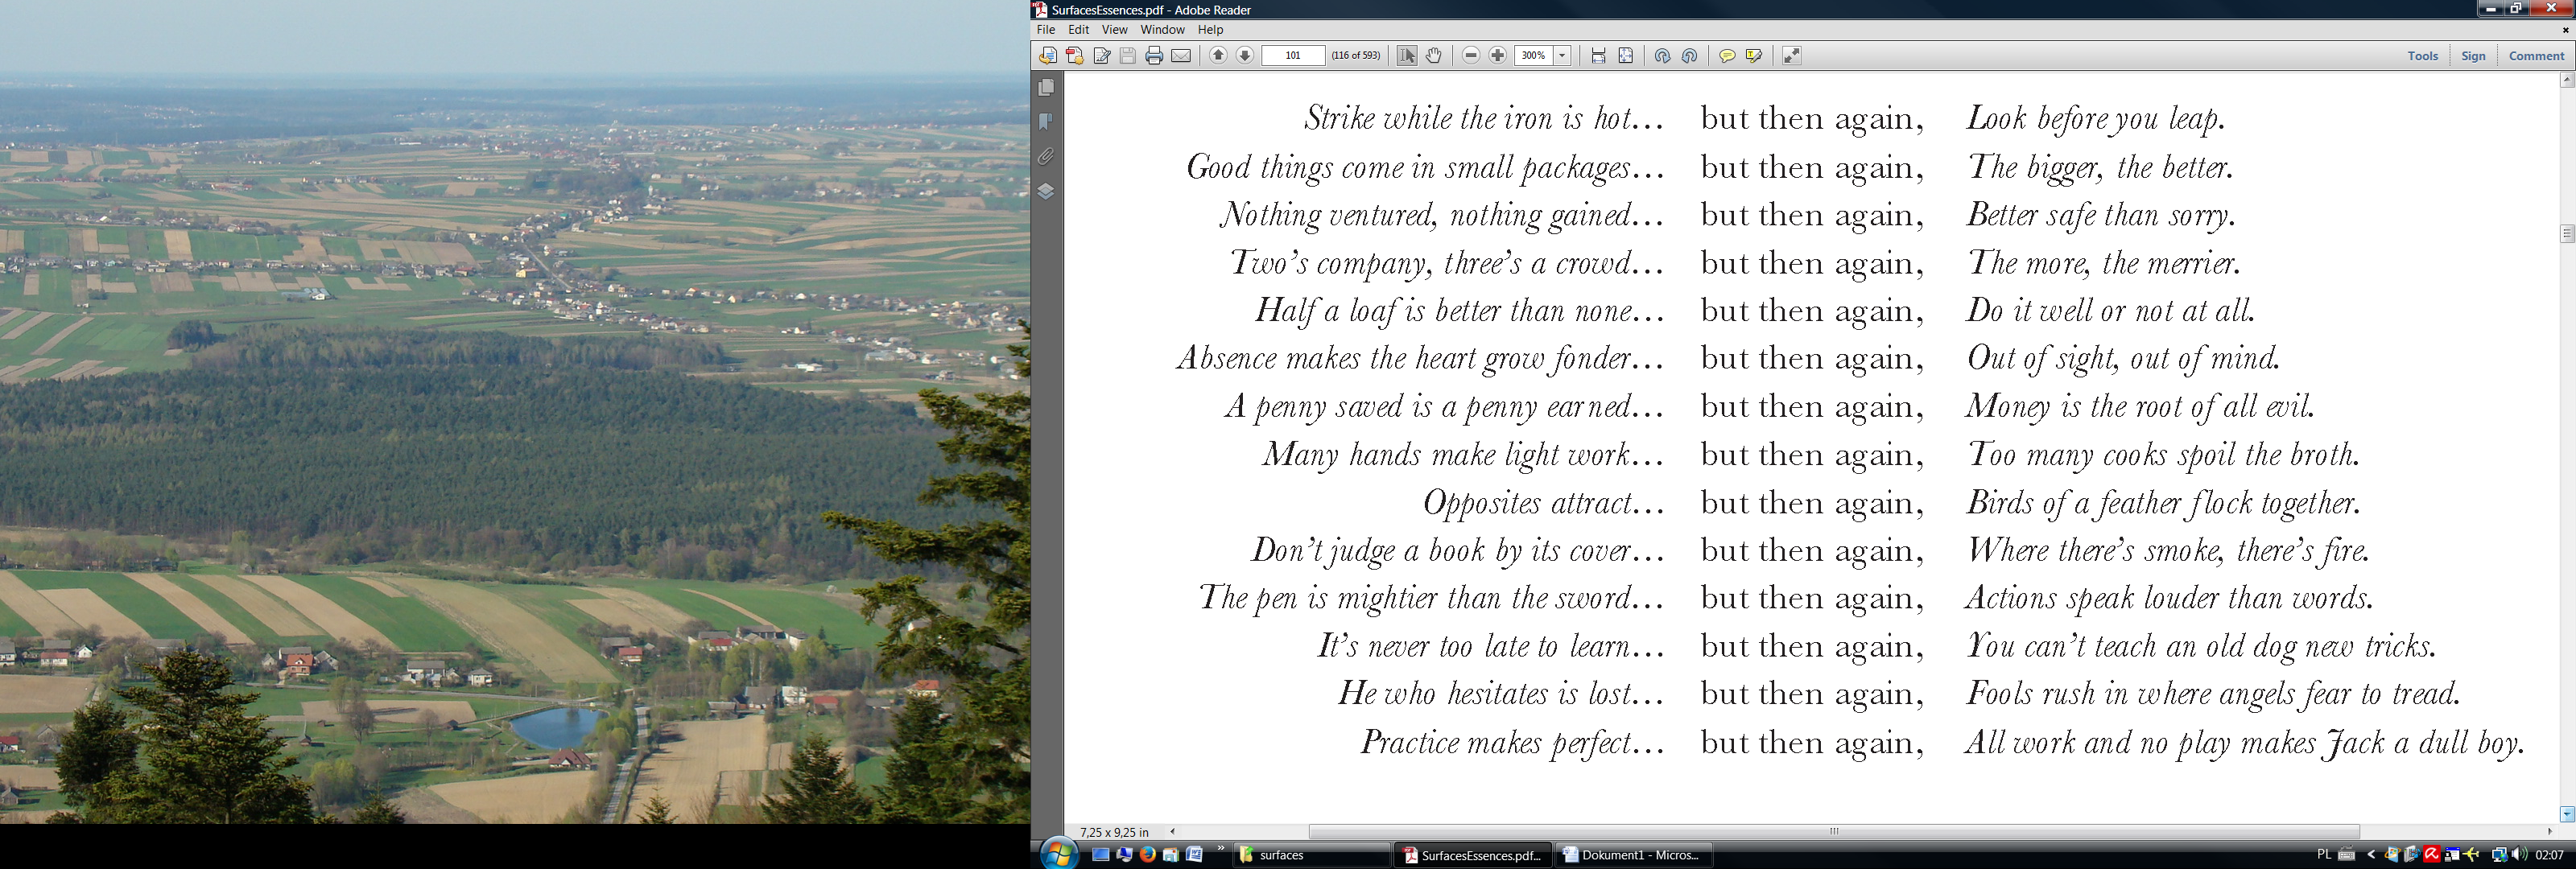 SurfacesEssences.pdf - Adobe Reader
File Edit View Window Help
101 (116 of 593) 300% Tools Sign Comment
Strike while the iron is hot… but then again, Look before you leap.
Good things come in small packages… but then again, The bigger, the better.
Nothing ventured, nothing gained… but then again, Better safe than sorry.
Two’s company, three’s a crowd… but then again, The more, the merrier.
Half a loaf is better than none… but then again, Do it well or not at all.
Absence makes the heart grow fonder… but then again, Out of sight, out of mind.
A penny saved is a penny earned… but then again, Money is the root of all evil.
Many hands make light work… but then again, Too many cooks spoil the broth.
Opposites attract… but then again, Birds of a feather flock together.
Don’t judge a book by its cover… but then again, Where there’s smoke, there’s fire.
The pen is mightier than the sword… but then again, Actions speak louder than words.
It’s never too late to learn… but then again, You can’t teach an old dog new tricks.
He who hesitates is lost… but then again, Fools rush in where angels fear to tread.
Practice makes perfect… but then again, All work and no play makes Jack a dull boy.
7,25 x 9,25 in
surfaces SurfacesEssences.pdf... Dokument1 - Micros... PL 02:07